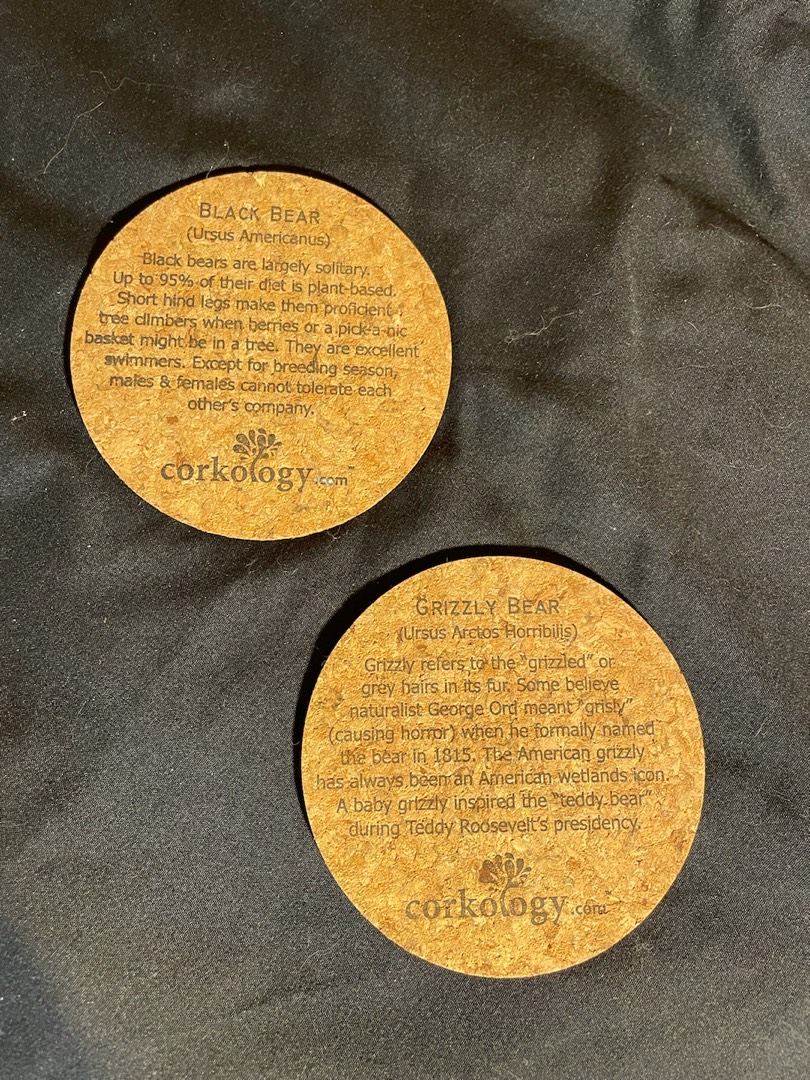 BLACK BEAR
(Ursus Americanus)
Black bears are largely solitary.
Up to 95% of their diet is plant-based.
Short hind legs make them proficient
tree climbers when berries or a pick-a-nic
basket might be in a tree. They are excellent
swimmers. Except for breeding season,
males & females cannot tolerate each
other's company.
corkology.com™
GRIZZLY BEAR
(Ursus Arctos Horribilis)
Grizzly refers to the "grizzled" or
grey hairs in its fur. Some believe
naturalist George Ord meant "grisly"
(causing horror) when he formally named
the bear in 1815. The American grizzly
has always been an American wetlands icon.
A baby grizzly inspired the "teddy bear"
during Teddy Roosevelt's presidency.
corkology.com™